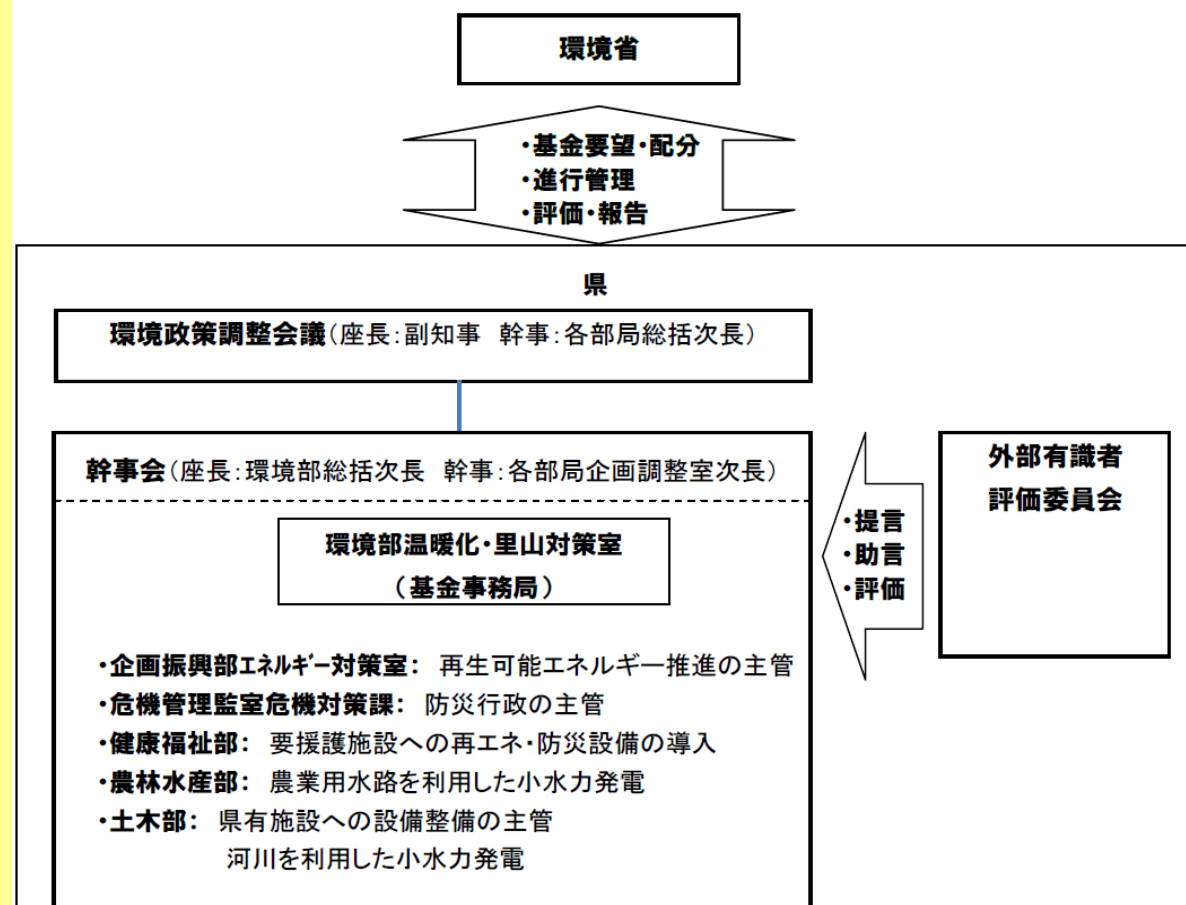 環境省
・基金要望・配分
・進行管理
・評価・報告
県
環境政策調整会議(座長:副知事 幹事:各部局総括次長)
幹事会(座長:環境部総括次長 幹事:各部局企画調整室次長)
環境部温暖化・里山対策室
(基金事務局)
・企画振興部エネルギー対策室: 再生可能エネルギー推進の主管
・危機管理監室危機対策課: 防災行政の主管
・健康福祉部: 要援護施設への再エネ・防災設備の導入
・農林水産部: 農業用水路を利用した小水力発電
・土木部: 県有施設への設備整備の主管
河川を利用した小水力発電
・提言
・助言
・評価
外部有識者
評価委員会